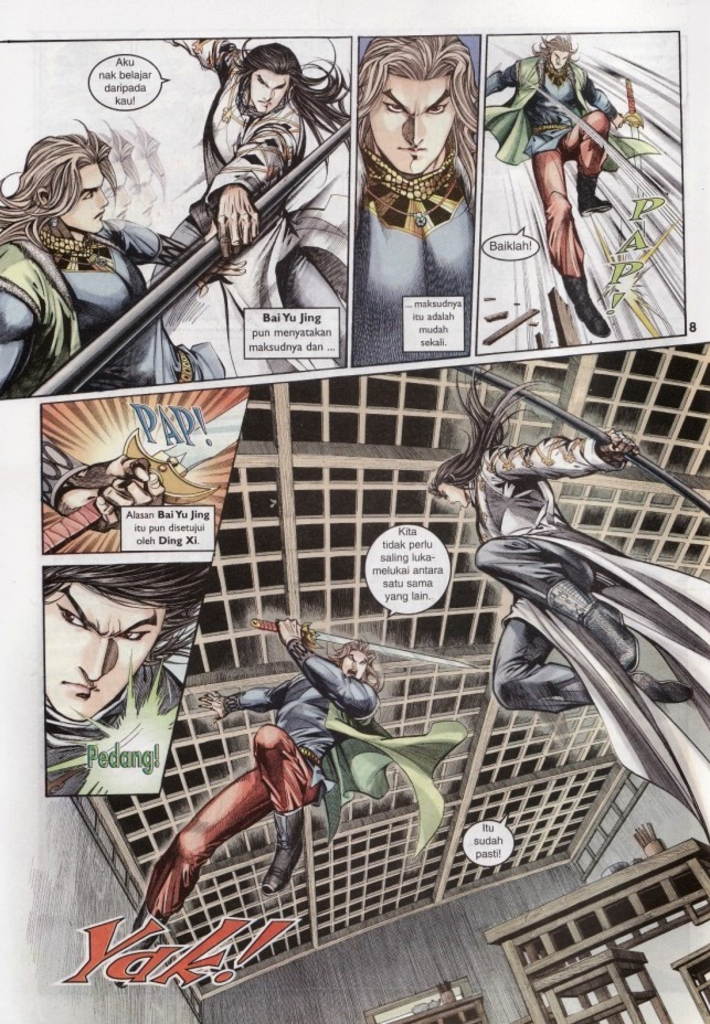 Aku
nak belajar
daripada
kau!
Bai Yu Jing
pun menyatakan
maksudnya dan ...
... maksudnya
itu adalah
mudah
sekali.
Baiklah!
PAP!
8
PAP!
Alasan Bai Yu Jing
itu pun disetujui
oleh Ding Xi.
Kita
tidak perlu
saling luka-
melukai antara
satu sama
yang lain.
Pedang!
Itu
sudah
pasti!
Yak!